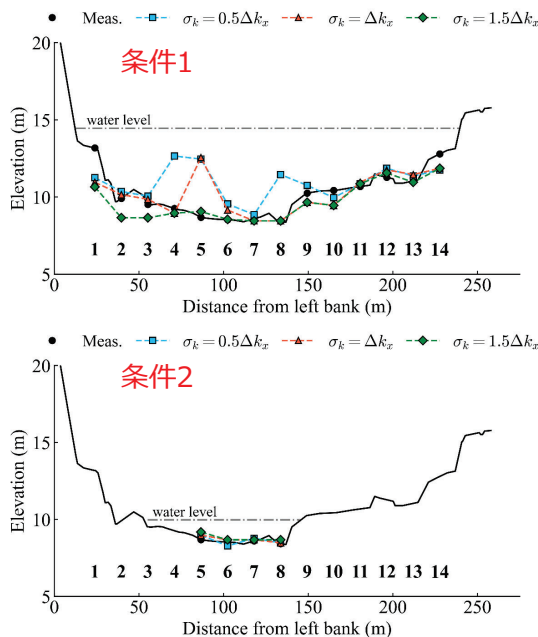 Meas. σk = 0.5Δkx σk = Δkx σk = 1.5Δkx
20
条件1
15
water level
Elevation (m)
10
1 2 3 4 5 6 7 8 9 10 11 12 13 14
5
0 50 100 150 200 250
Distance from left bank (m)
Meas. σk = 0.5Δkx σk = Δkx σk = 1.5Δkx
20
条件2
15
Elevation (m)
water level
10
1 2 3 4 5 6 7 8 9 10 11 12 13 14
5
0 50 100 150 200 250
Distance from left bank (m)